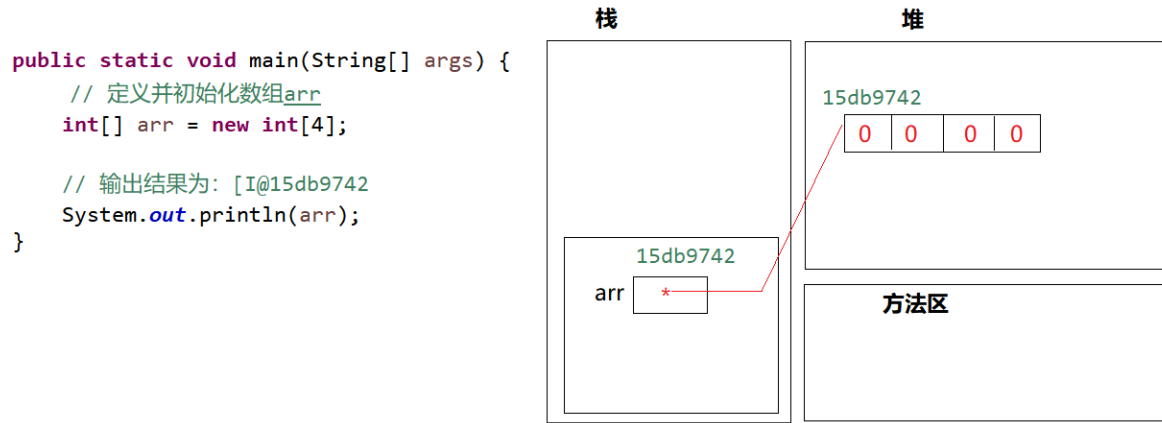 public static void main(String[] args) {
// 定义并初始化数组arr
int[] arr = new int[4];
// 输出结果为：[I@15db9742
System.out.println(arr);
}
栈
15db9742
arr *
堆
15db9742
0 0 0 0
方法区